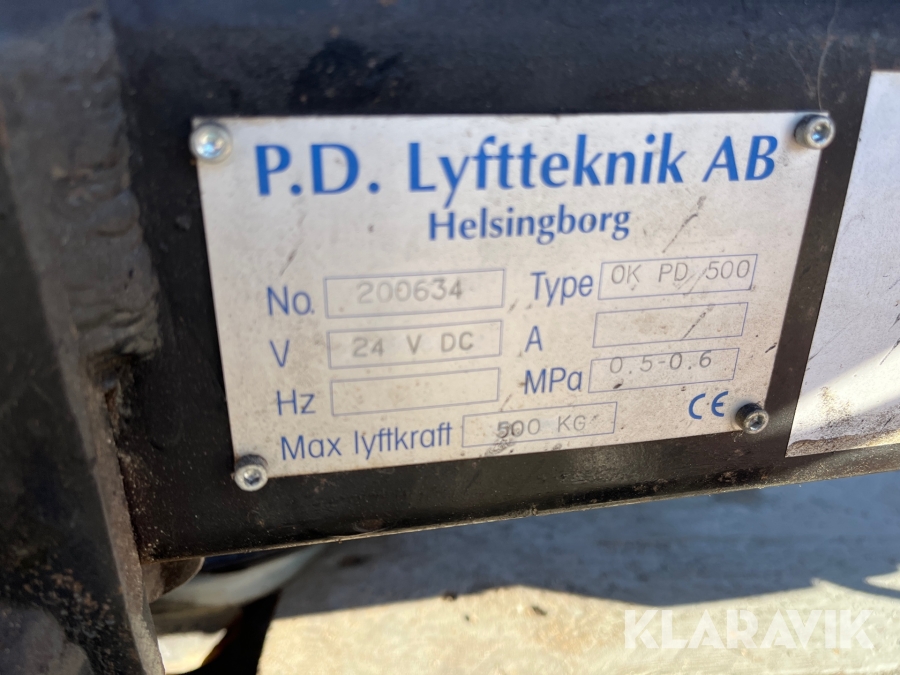 P.D. Lyftteknik AB
Helsingborg
No. 200634 Type OK PD 500
V 24 V DC A
Hz MPa 0.5-0.6
Max lyftkraft 500 KG CE
KLARAVIK